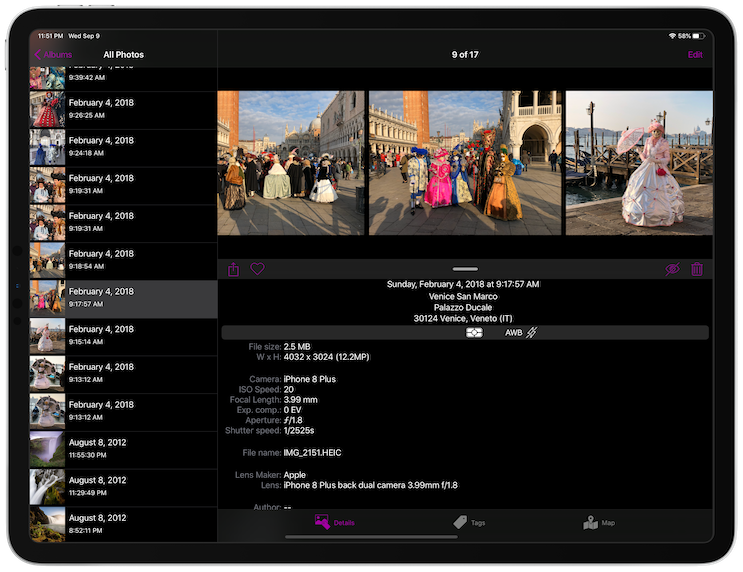 11:51 PM Wed Sep 9
58%
Albums
All Photos
9 of 17
Edit
9:39:42 AM
February 4, 2018
9:26:25 AM
February 4, 2018
9:24:18 AM
February 4, 2018
9:19:31 AM
February 4, 2018
9:19:31 AM
February 4, 2018
9:18:54 AM
February 4, 2018
9:17:57 AM
February 4, 2018
9:15:14 AM
February 4, 2018
9:13:12 AM
February 4, 2018
9:13:12 AM
August 8, 2012
11:55:30 PM
August 8, 2012
11:29:49 PM
August 8, 2012
8:52:11 PM
Sunday, February 4, 2018 at 9:17:57 AM
Venice San Marco
Palazzo Ducale
30124 Venice, Veneto (IT)
AWB
File size: 2.5 MB
W x H: 4032 x 3024 (12.2MP)
Camera: iPhone 8 Plus
ISO Speed: 20
Focal Length: 3.99 mm
Exp. comp.: 0 EV
Aperture: ƒ/1.8
Shutter speed: 1/2525s
File name: IMG_2151.HEIC
Lens Maker: Apple
Lens: iPhone 8 Plus back dual camera 3.99mm f/1.8
Author: --
Details
Tags
Map